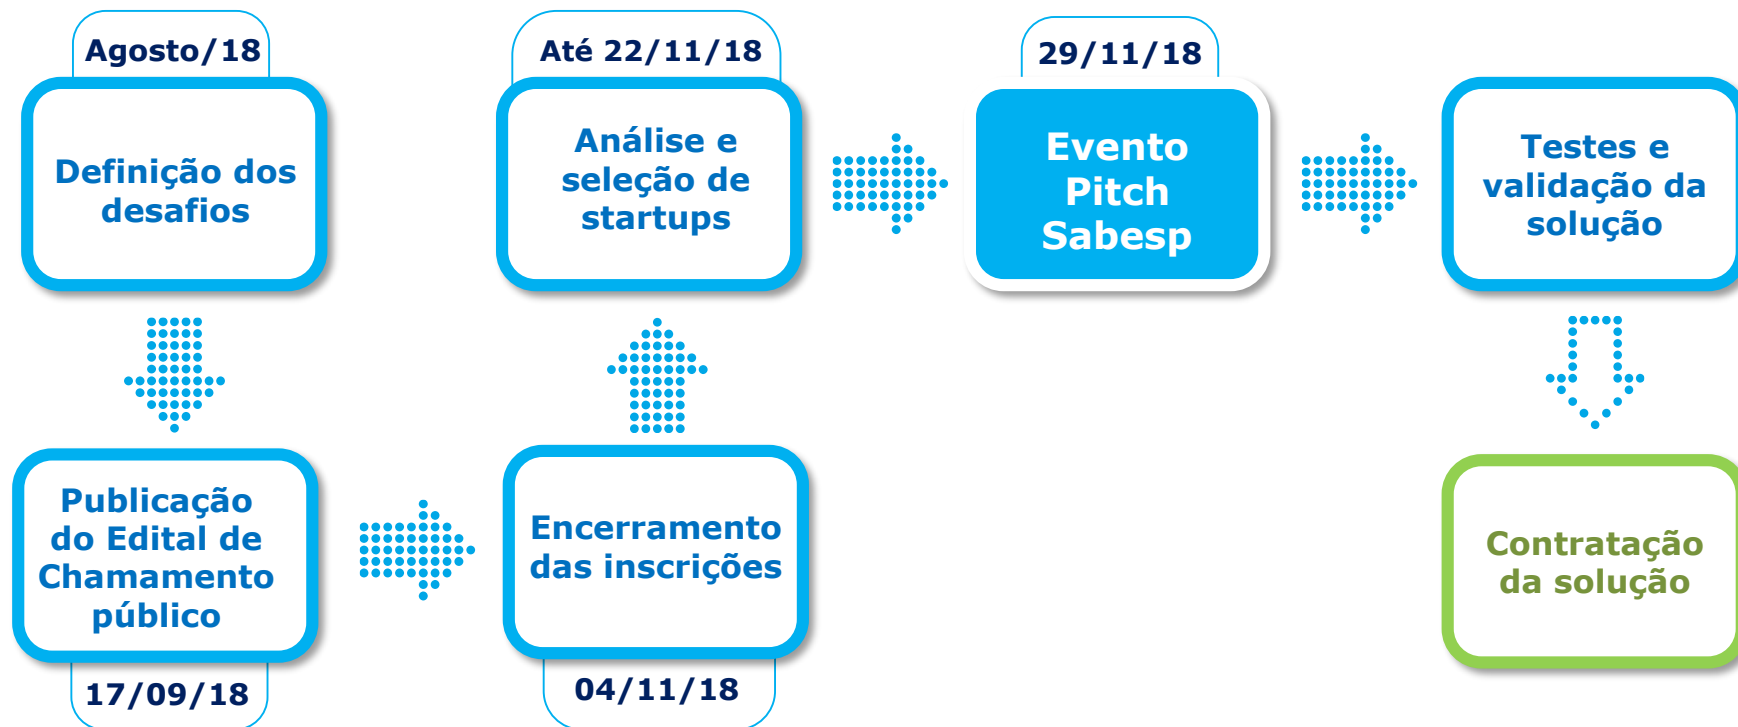 Agosto/18
Definição dos
desafios
Publicação
do Edital de
Chamamento
público
17/09/18
Encerramento
das inscrições
04/11/18
Até 22/11/18
Análise e
seleção de
startups
29/11/18
Evento
Pitch
Sabesp
Testes e
validação da
solução
Contratação
da solução